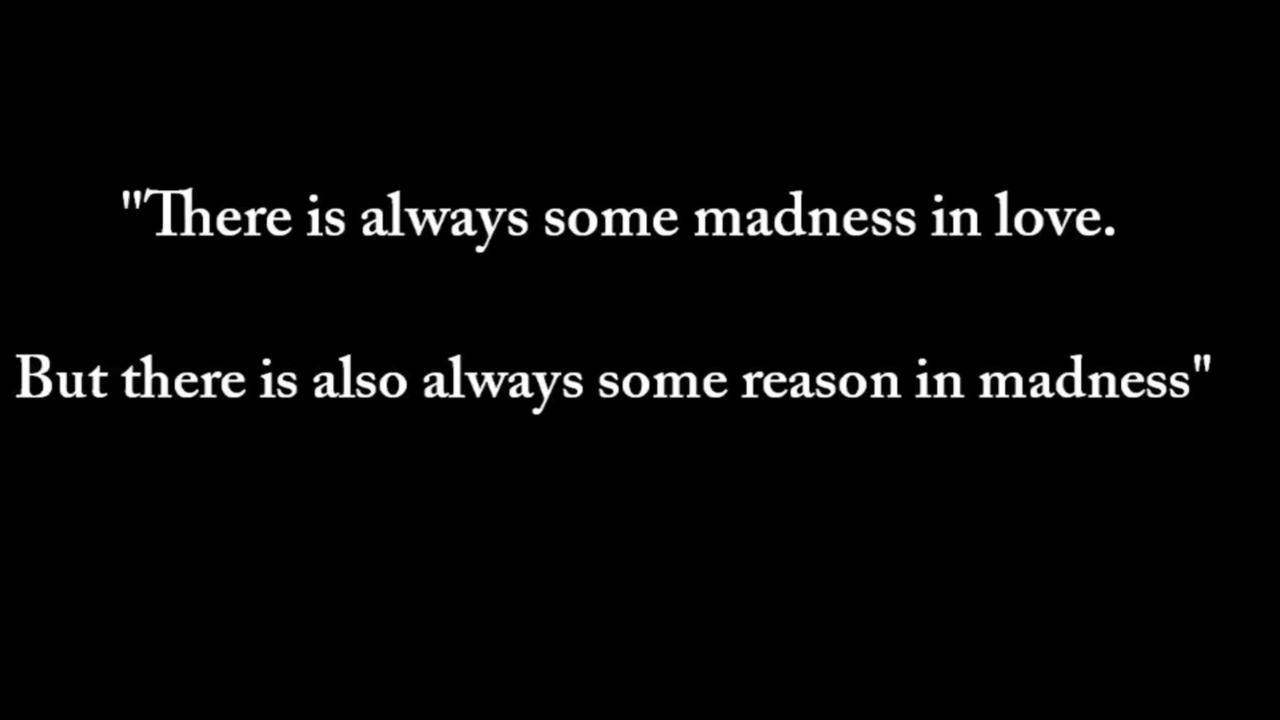 "There is always some madness in love.
But there is also always some reason in madness"